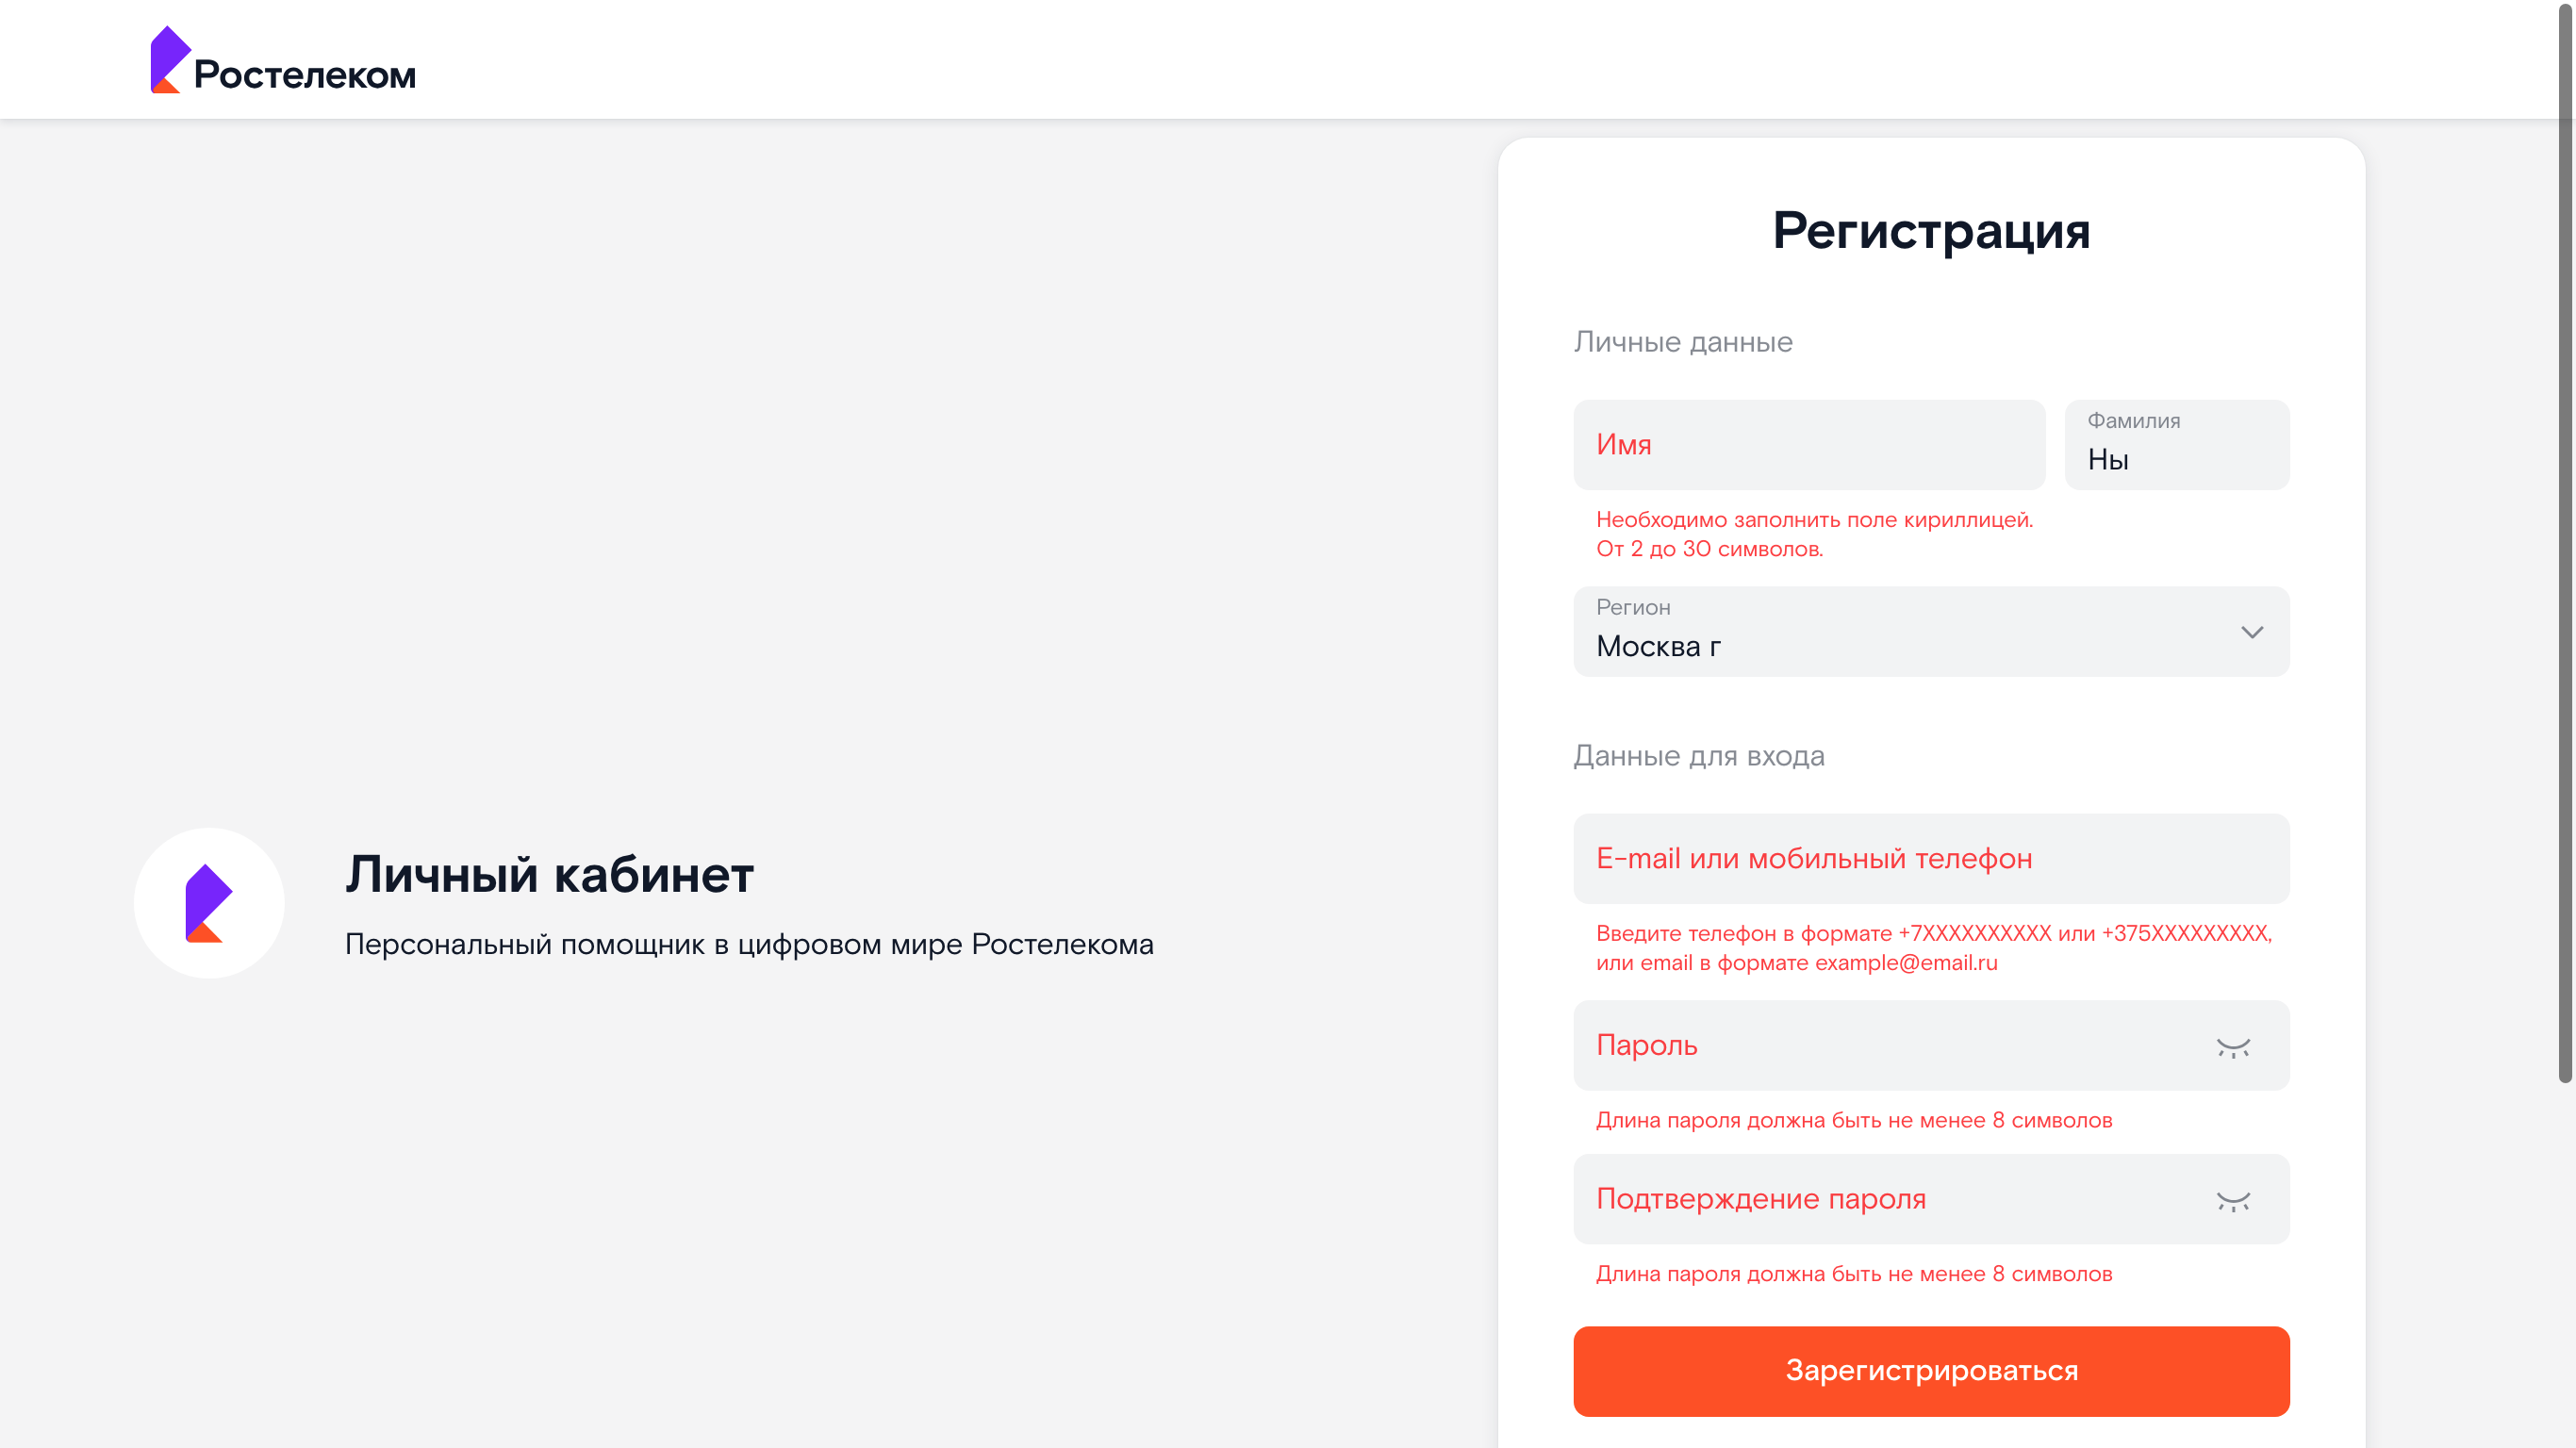 Ростелеком
Регистрация
Личные данные
Имя
Фамилия
Ны
Необходимо заполнить поле кириллицей.
От 2 до 30 символов.
Регион
Москва г
Данные для входа
E-mail или мобильный телефон
Введите телефон в формате +7XXXXXXXXXX или +375XXXXXXXXX,
или email в формате example@email.ru
Пароль
Длина пароля должна быть не менее 8 символов
Подтверждение пароля
Длина пароля должна быть не менее 8 символов
Зарегистрироваться
Личный кабинет
Персональный помощник в цифровом мире Ростелекома